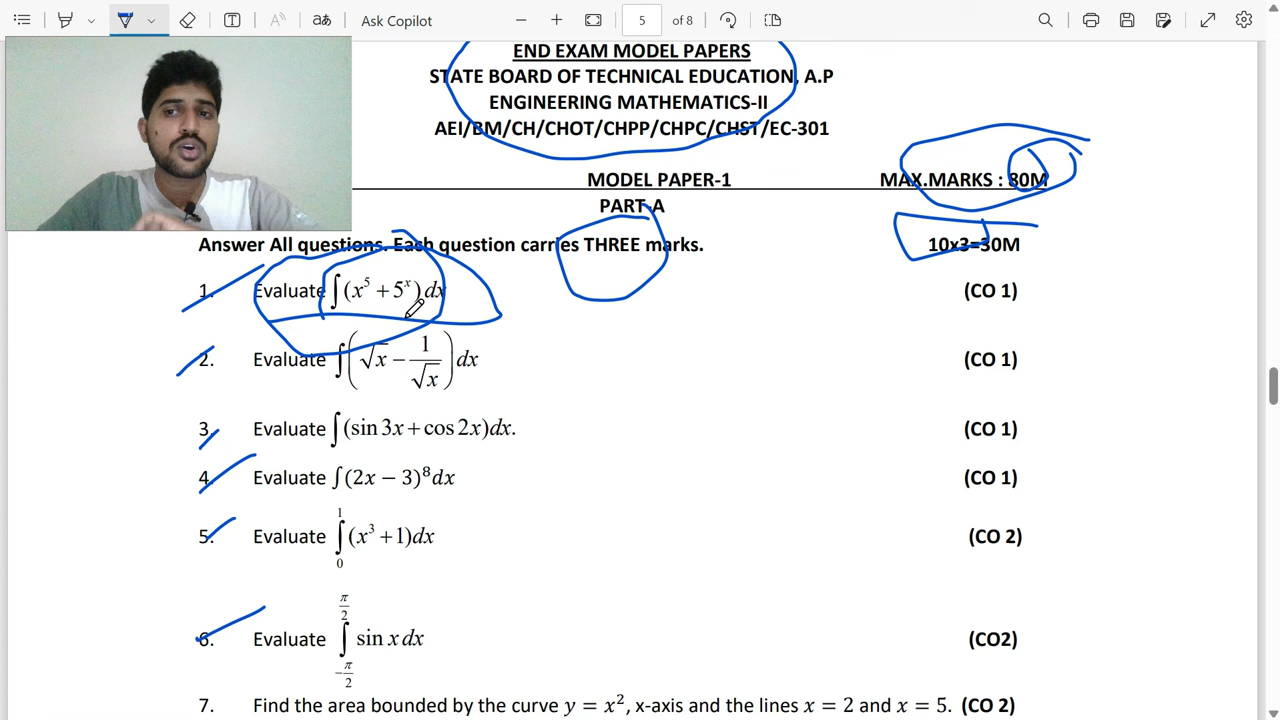 Ask Copilot
5 of 8
END EXAM MODEL PAPERS
STATE BOARD OF TECHNICAL EDUCATION, A.P
ENGINEERING MATHEMATICS-II
AEI/BM/CH/CHOT/CHPP/CHPC/CHST/EC-301
MODEL PAPER-1 MAX.MARKS : 80M
PART-A
Answer All questions. Each question carries THREE marks. 10x3=30M
1. Evaluate ∫(x⁵ + 5ˣ)dx (CO 1)
2. Evaluate ∫(√x − 1/√x)dx (CO 1)
3. Evaluate ∫(sin 3x + cos 2x)dx. (CO 1)
4. Evaluate ∫(2x − 3)⁸dx (CO 1)
5. Evaluate ∫₀¹(x³ + 1)dx (CO 2)
6. Evaluate ∫_{-π/2}^{π/2} sin x dx (CO2)
7. Find the area bounded by the curve y = x², x-axis and the lines x = 2 and x = 5. (CO 2)